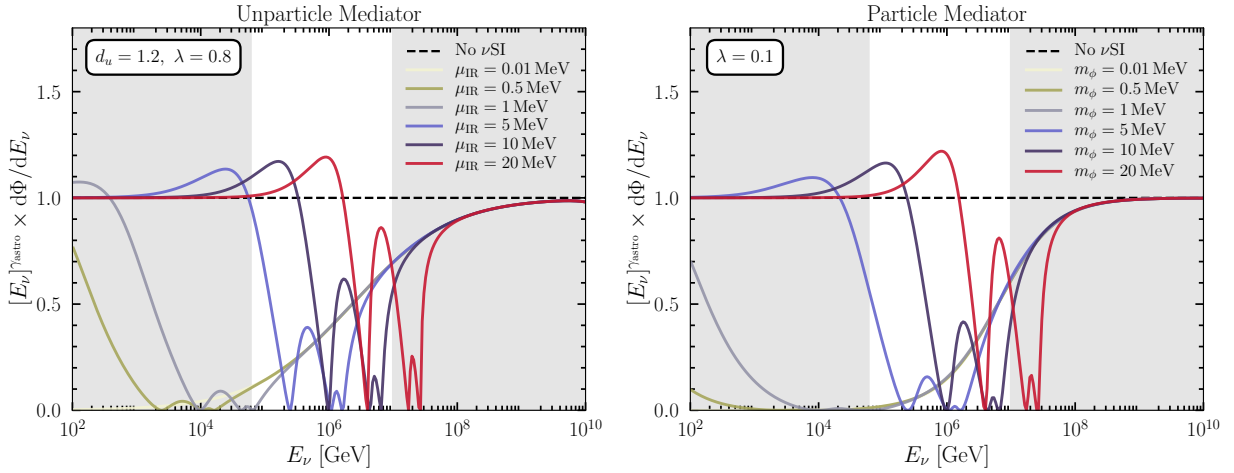 Unparticle Mediator
d_u = 1.2, λ = 0.8
No νSI
μ_IR = 0.01 MeV
μ_IR = 0.5 MeV
μ_IR = 1 MeV
μ_IR = 5 MeV
μ_IR = 10 MeV
μ_IR = 20 MeV
[E_ν]^γ_astro × dΦ/dE_ν
1.5
1.0
0.5
0.0
10^2
10^4
10^6
10^8
10^10
E_ν [GeV]
Particle Mediator
λ = 0.1
No νSI
m_ϕ = 0.01 MeV
m_ϕ = 0.5 MeV
m_ϕ = 1 MeV
m_ϕ = 5 MeV
m_ϕ = 10 MeV
m_ϕ = 20 MeV
[E_ν]^γ_astro × dΦ/dE_ν
1.5
1.0
0.5
0.0
10^2
10^4
10^6
10^8
10^10
E_ν [GeV]